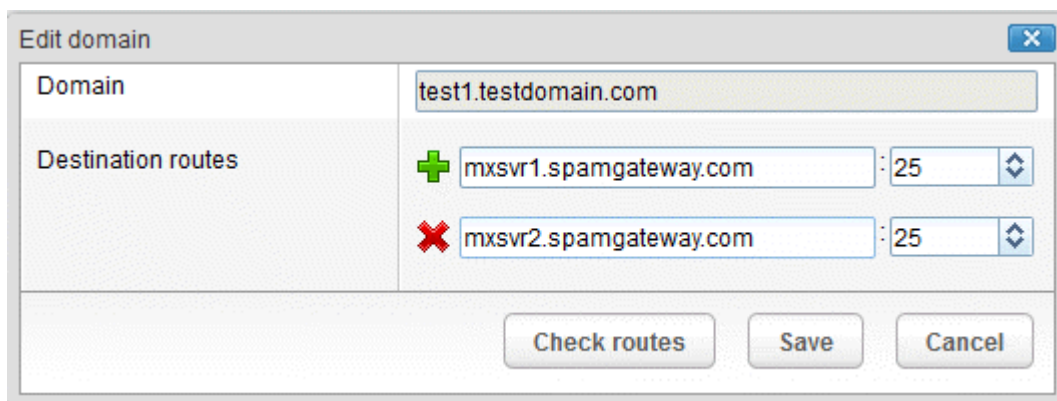 Edit domain
Domain test1.testdomain.com
Destination routes mxsvr1.spamgateway.com : 25
mxsvr2.spamgateway.com : 25
Check routes Save Cancel